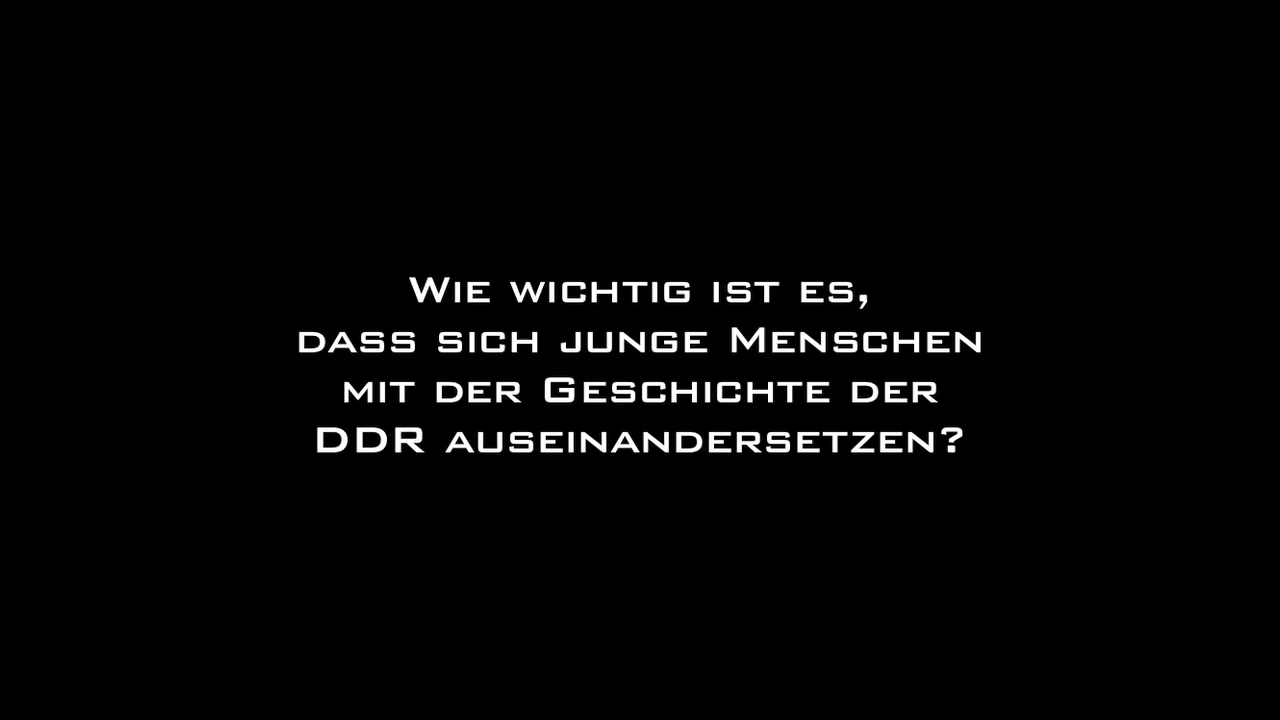 Wie wichtig ist es,
dass sich junge Menschen
mit der Geschichte der
DDR auseinandersetzen?